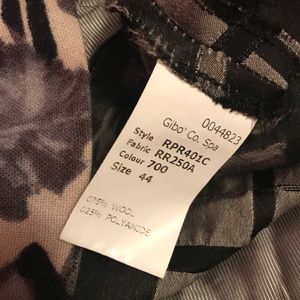 Gibo' Co. Spa 0044823
Style RPR401C
Fabric RR250A
Colour 700
Size 44
075% WOOL
025% POLYAMIDE